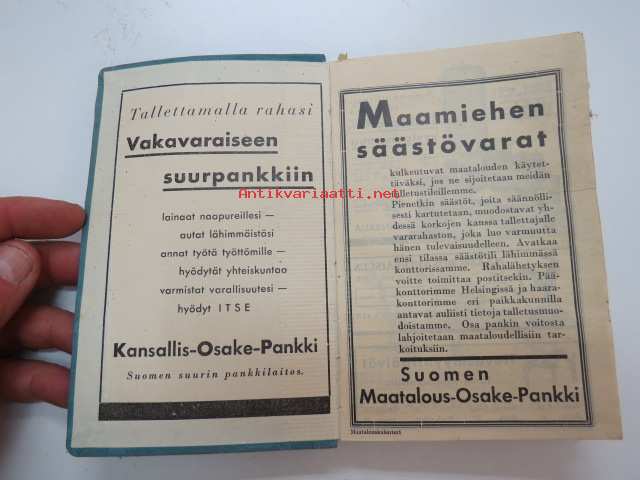 Tallettamalla rahasi
Vakavaraiseen
suurpankkiin
lainaat naapureillesi —
autat lähimmäistösi
annat työtä työttömille —
hyödytät yhteiskuntaa
varmistat varallisuutesi —
hyödyt ITSE
Kansallis-Osake-Pankki
Suomen suurin pankkilaitos.
Maamiehen
säästövarat
kulkeutuvat maatalouden käytet-
täväksi, jos ne sijoitetaan meidän
talletustileillemme.
Pienetkin säästöt, joita säännölli-
sesti kartutetaan, muodostavat yh-
dessä korkojen kanssa tallettajalle
vararahaston, joka luo varmuutta
hänen tulevaisuudelleen. Avatkaa
ensi tilassa säästötili lähimmässä
konttorissamme. Rahalähetyksen
voitte toimittaa postitsekin. Pää-
konttorimme Helsingissä ja haara-
konttorimme eri paikkakunnilla
antavat auliisti tietoja talletusmuo-
doistamme. Osa pankin voitosta
lahjoitetaan maataloudellisiin tar-
koituksiin.
Suomen
Maatalous-Osake-Pankki
Maatalouskalenteri
Antikvariaatti.net